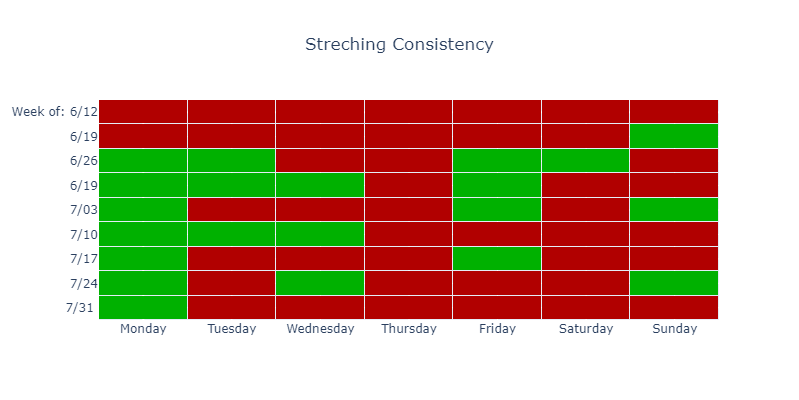 Streching Consistency
Week of: 6/12
6/19
6/26
6/19
7/03
7/10
7/17
7/24
7/31
Monday Tuesday Wednesday Thursday Friday Saturday Sunday